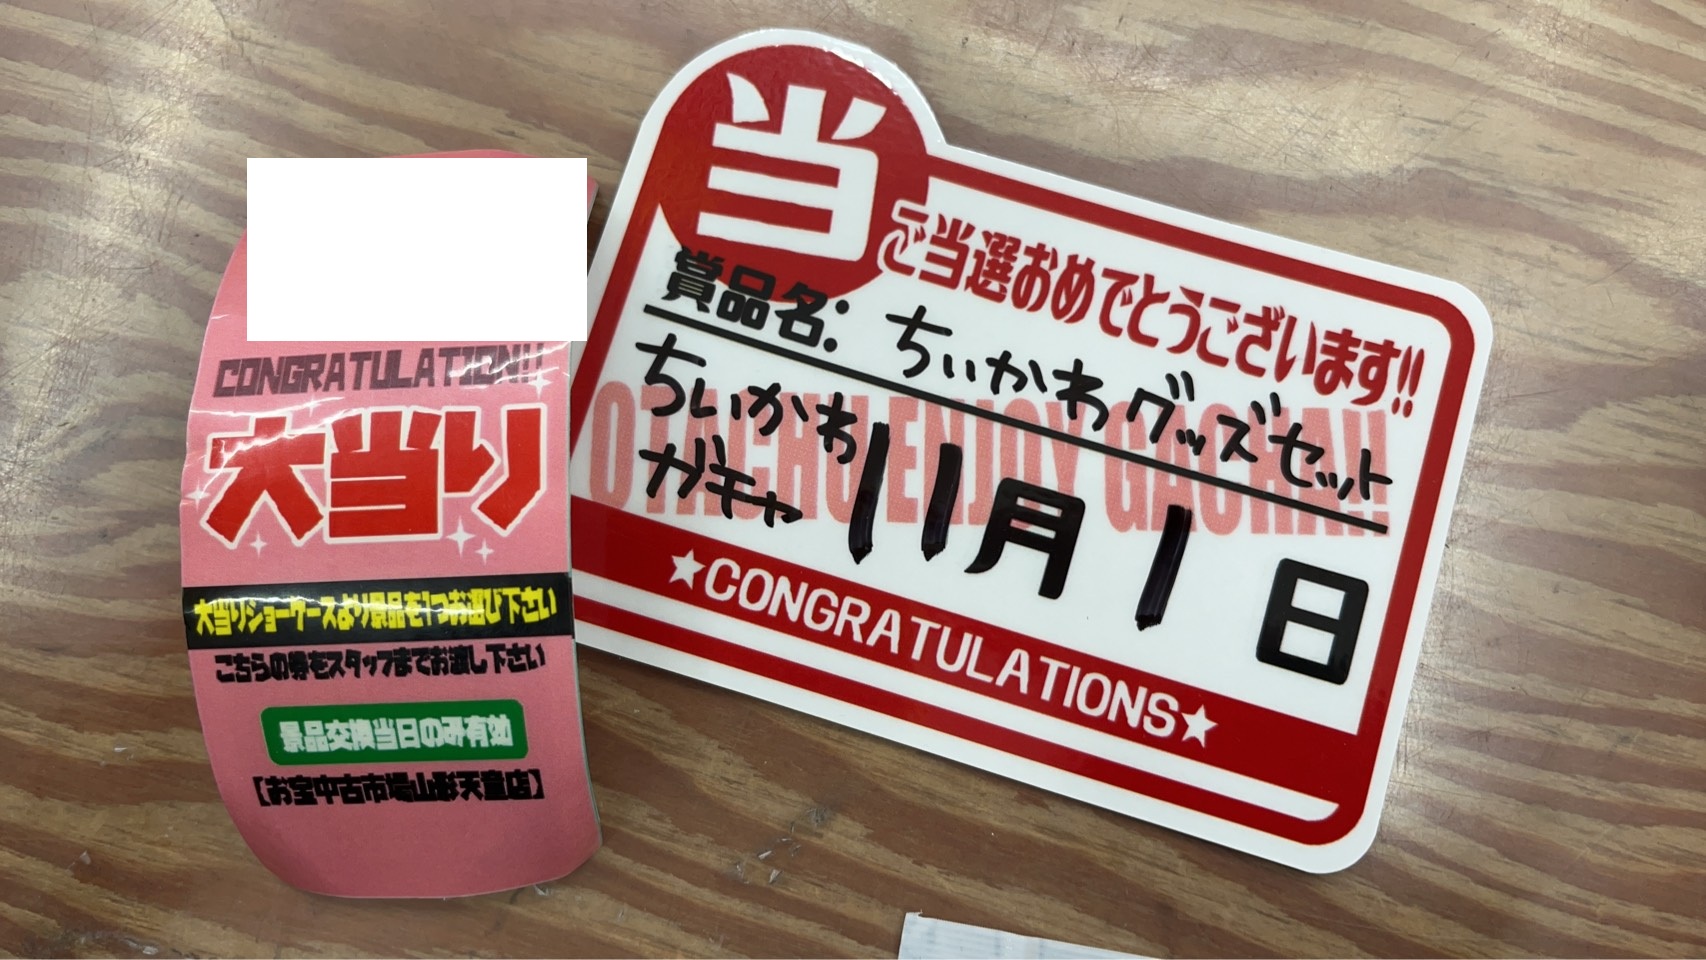 CONGRATULATION!!
大当り
大当りショーケースより景品を1つお選び下さい
こちらの券をスタッフまでお渡し下さい
景品交換当日のみ有効
【お宝中古市場山形天童店】
当
ご当選おめでとうございます!!
賞品名: ちいかわグッズセット
ちいかわ
ガチャ
11月1日
OTACHU ENJOY GACHA!!
★CONGRATULATIONS★